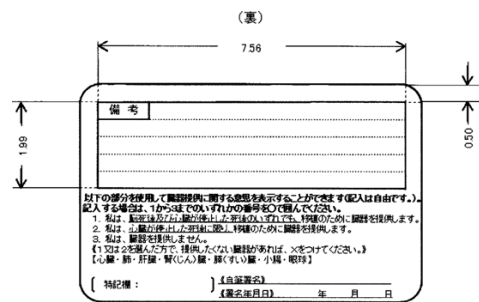 （裏）
7.56
0.50
1.99
備考
以下の部分を使用して臓器提供に関する意思を表示することができます(記入は自由です。)。
記入する場合は、1から3までのいずれかの番号を〇で囲んでください。
1. 私は、脳死後及び心臓が停止した死後のいずれでも、移植のために臓器を提供します。
2. 私は、心臓が停止した死後に限り、移植のために臓器を提供します。
3. 私は、臓器を提供しません。
《1又は2を選んだ方で、提供したくない臓器があれば、×をつけてください。》
【心臓・肺・肝臓・腎(じん)臓・膵(すい)臓・小腸・眼球】
〔特記欄：　〕
《自筆署名》
《署名年月日》　年　月　日